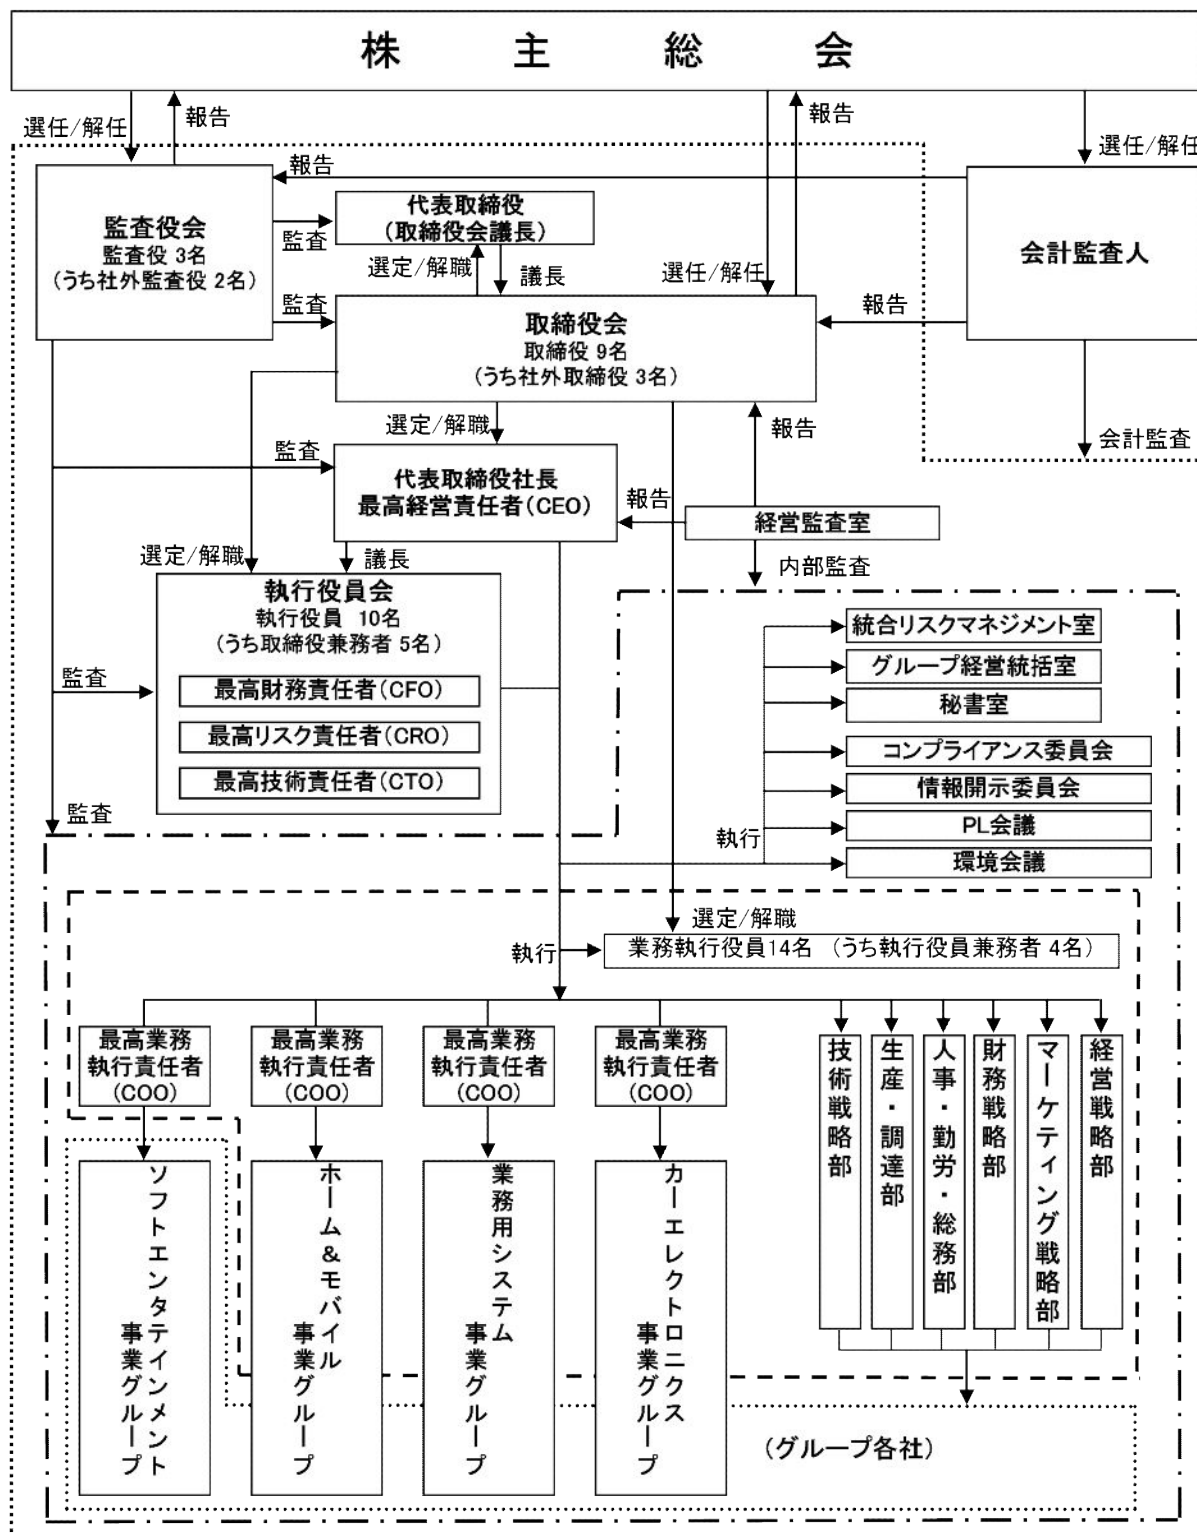 株主総会
選任/解任
報告
選任/解任
報告
選任/解任
監査役会
監査役 3名
(うち社外監査役 2名)
報告
監査
代表取締役
(取締役会議長)
会計監査人
選定/解職
議長
監査
報告
取締役会
取締役 9名
(うち社外取締役 3名)
選定/解職
報告
会計監査
監査
代表取締役社長
最高経営責任者(CEO)
報告
経営監査室
選定/解職
議長
内部監査
執行役員会
執行役員 10名
(うち取締役兼務者 5名)
監査
最高財務責任者(CFO)
最高リスク責任者(CRO)
最高技術責任者(CTO)
監査
統合リスクマネジメント室
グループ経営統括室
秘書室
コンプライアンス委員会
情報開示委員会
PL会議
環境会議
執行
選定/解職
執行
業務執行役員14名 (うち執行役員兼務者 4名)
最高業務
執行責任者
(COO)
最高業務
執行責任者
(COO)
最高業務
執行責任者
(COO)
最高業務
執行責任者
(COO)
技術戦略部
生産・調達部
人事・勤労・総務部
財務戦略部
マーケティング戦略部
経営戦略部
ソフトエンタテインメント
事業グループ
ホーム&モバイル
事業グループ
業務用システム
事業グループ
カーエレクトロニクス
事業グループ
(グループ各社)